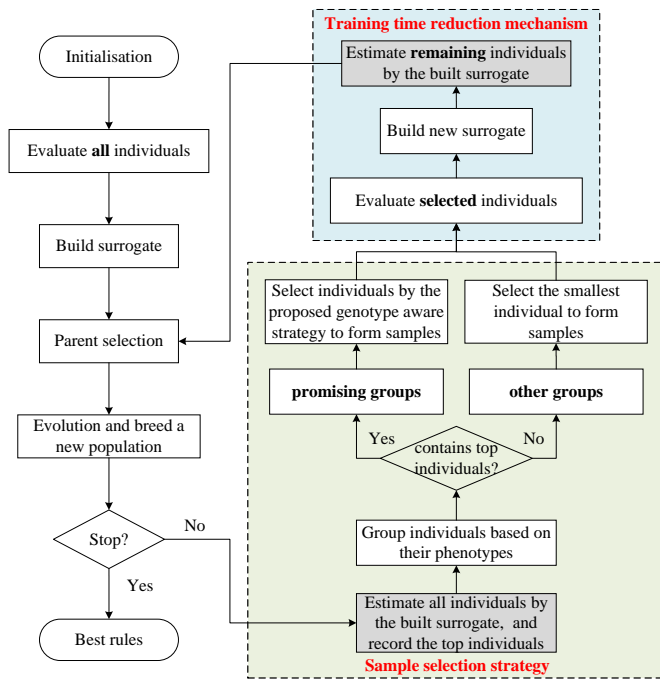 Initialisation
Evaluate all individuals
Build surrogate
Parent selection
Evolution and breed a
new population
Stop?
No
Yes
Best rules
Training time reduction mechanism
Estimate remaining individuals
by the built surrogate
Build new surrogate
Evaluate selected individuals
Select individuals by the
proposed genotype aware
strategy to form samples
Select the smallest
individual to form
samples
promising groups
other groups
Yes
No
contains top
individuals?
Group individuals based on
their phenotypes
Estimate all individuals by
the built surrogate, and
record the top individuals
Sample selection strategy